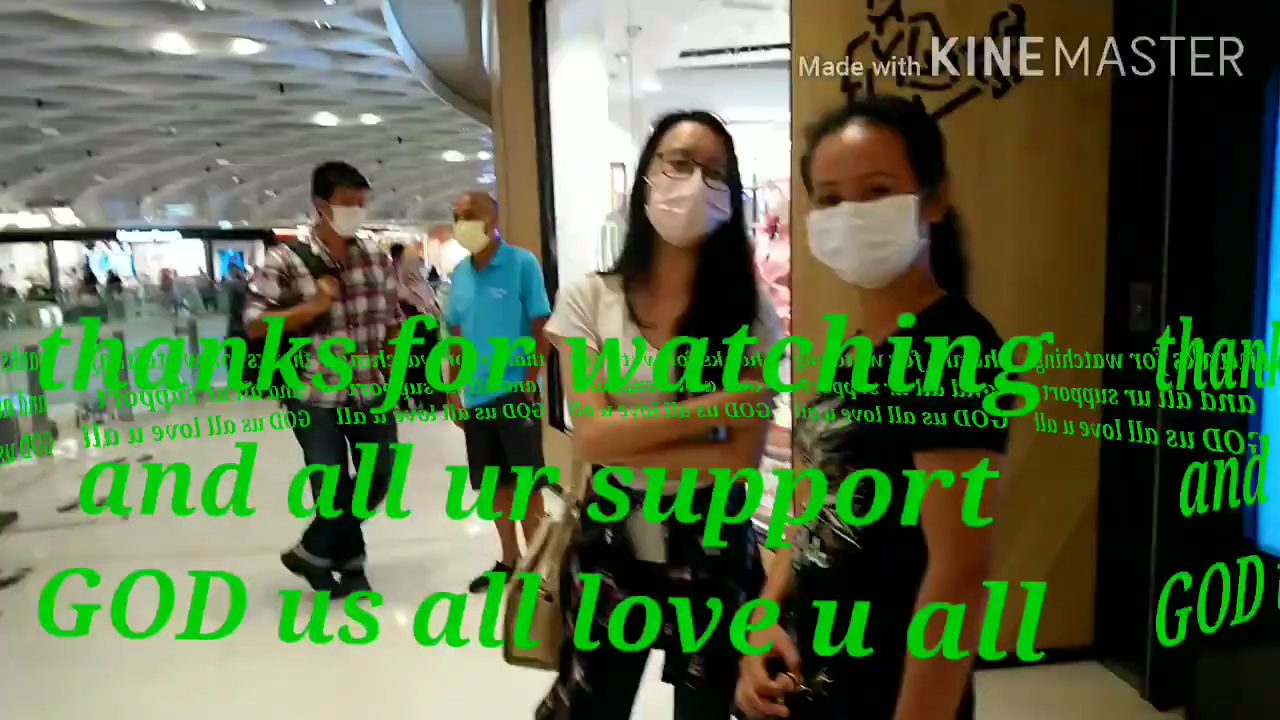 Made with KINEMASTER
thanks for watching
and all ur support
GOD us all love u all